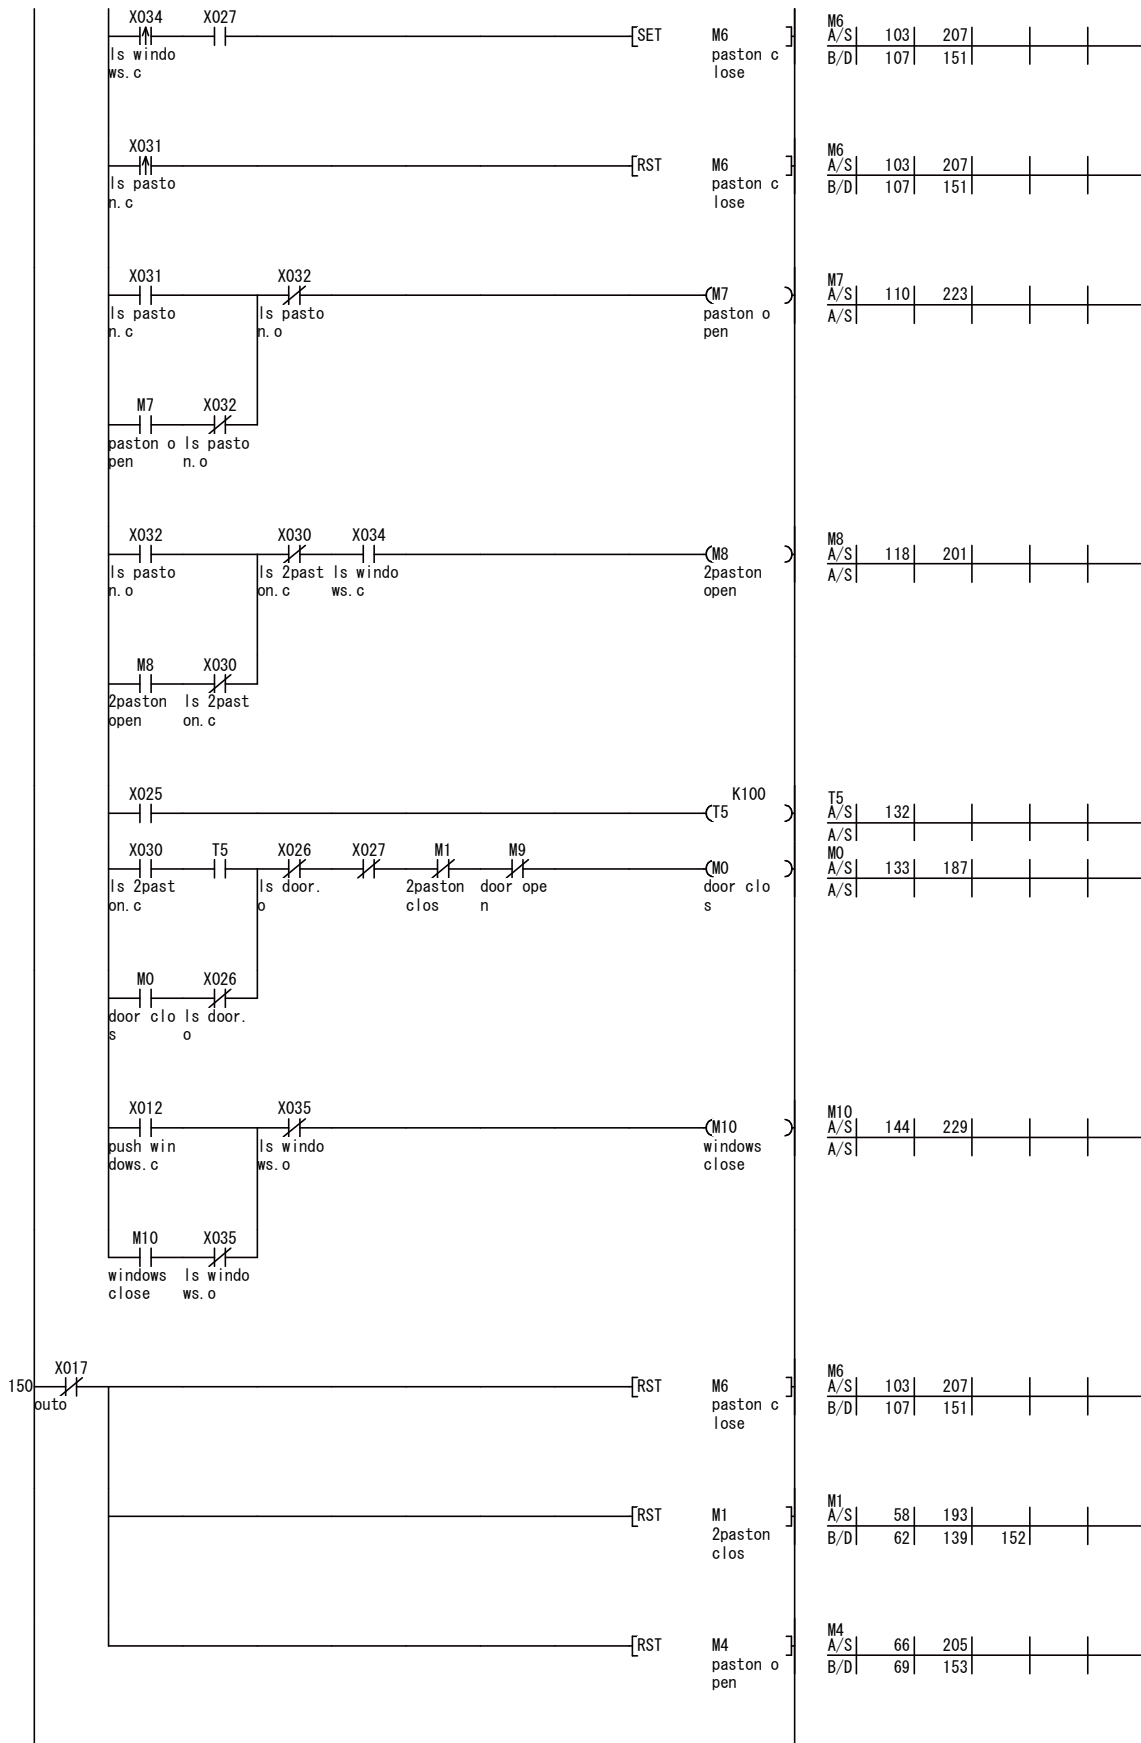 X034 X027
[SET M6 ]
ls windo
ws.c
paston c
lose
M6
A/S 103 207
B/D 107 151
X031
[RST M6 ]
ls pasto
n.c
paston c
lose
M6
A/S 103 207
B/D 107 151
X031 X032
(M7 )
ls pasto ls pasto paston o
n.c n.o pen
M7
A/S 110 223
A/S
M7 X032
paston o ls pasto
pen n.o
X032 X030 X034
(M8 )
ls pasto ls 2past ls windo 2paston
n.o on.c ws.c open
M8
A/S 118 201
A/S
M8 X030
2paston ls 2past
open on.c
X025 K100
(T5 )
T5
A/S 132
A/S
X030 T5 X026 X027 M1 M9
(M0 )
ls 2past ls door. 2paston door ope door clo
on.c o clos n s
M0
A/S 133 187
A/S
M0 X026
door clo ls door.
s o
X012 X035
(M10 )
push win ls windo windows
dows.c ws.o close
M10
A/S 144 229
A/S
M10 X035
windows ls windo
close ws.o
150 X017
outo
[RST M6 ]
paston c
lose
M6
A/S 103 207
B/D 107 151
[RST M1 ]
2paston
clos
M1
A/S 58 193
B/D 62 139 152
[RST M4 ]
paston o
pen
M4
A/S 66 205
B/D 69 153